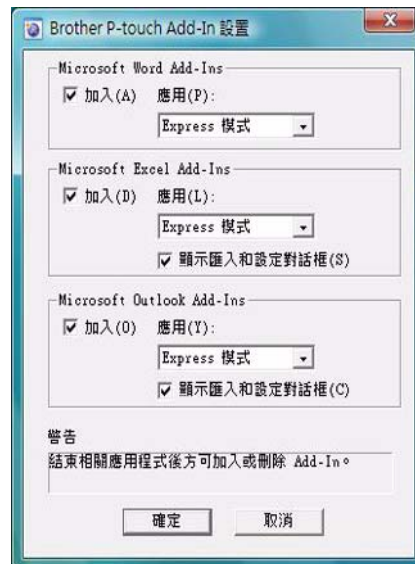 Brother P-touch Add-In 設置
Microsoft Word Add-Ins
加入(A) 應用(P):
Express 模式
Microsoft Excel Add-Ins
加入(D) 應用(L):
Express 模式
顯示匯入和設定對話框(S)
Microsoft Outlook Add-Ins
加入(O) 應用(Y):
Express 模式
顯示匯入和設定對話框(C)
警告
結束相關應用程式後方可加入或刪除 Add-In。
確定 取消